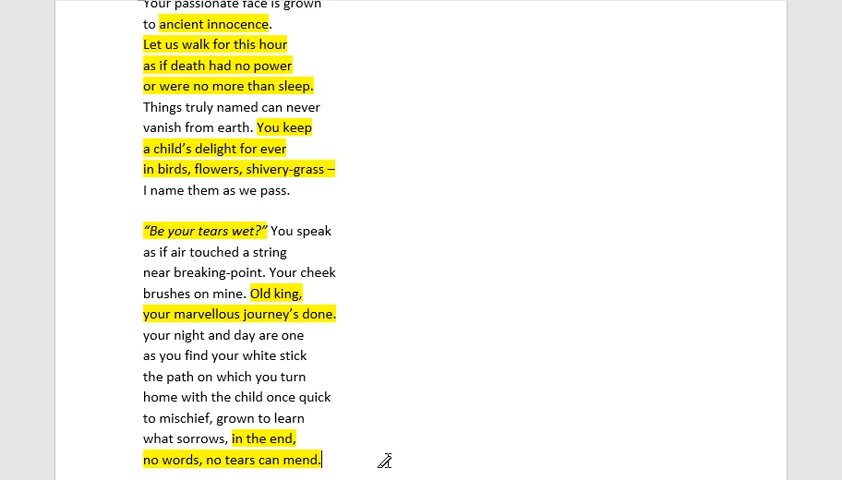 Your passionate face is grown
to ancient innocence.
Let us walk for this hour
as if death had no power
or were no more than sleep.
Things truly named can never
vanish from earth. You keep
a child’s delight for ever
in birds, flowers, shivery-grass –
I name them as we pass.
“Be your tears wet?” You speak
as if air touched a string
near breaking-point. Your cheek
brushes on mine. Old king,
your marvellous journey’s done.
your night and day are one
as you find your white stick
the path on which you turn
home with the child once quick
to mischief, grown to learn
what sorrows, in the end,
no words, no tears can mend.